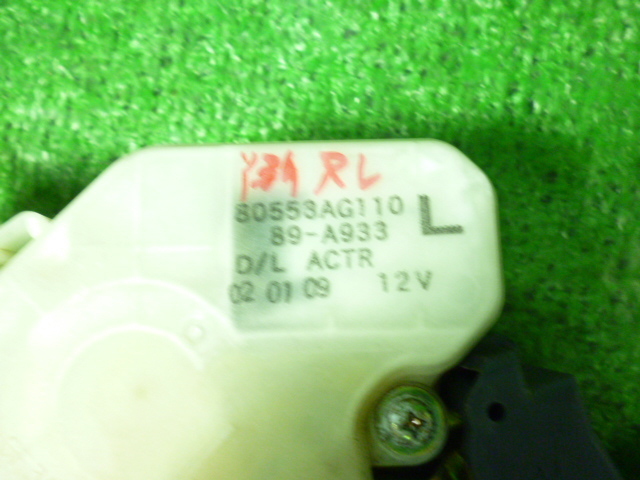 Y34 RL
80553AG110 L
89-A933
D/L ACTR
02 01 09 12V